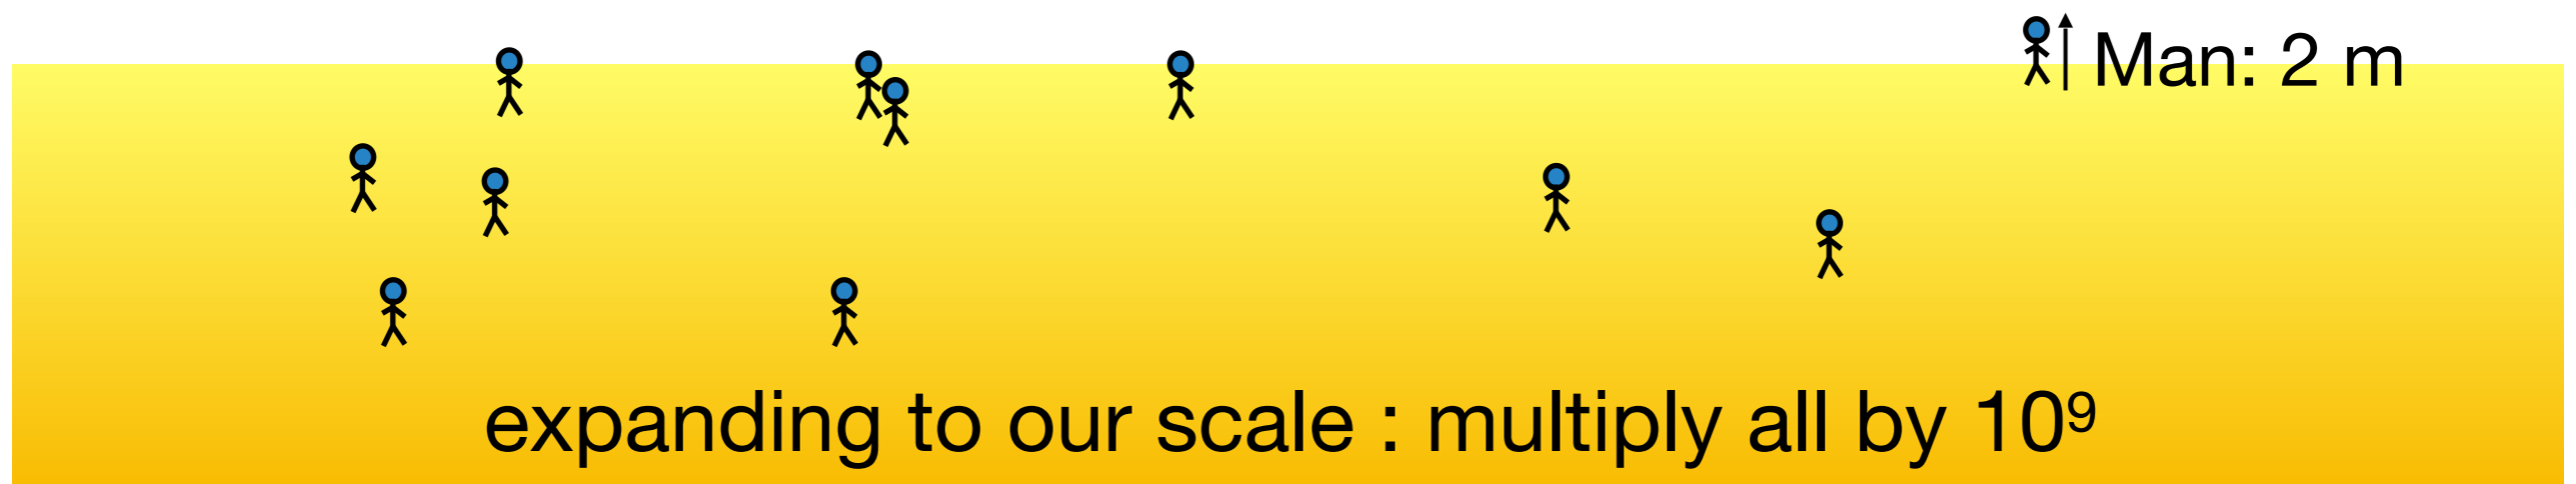 Man: 2 m
expanding to our scale : multiply all by 10⁹